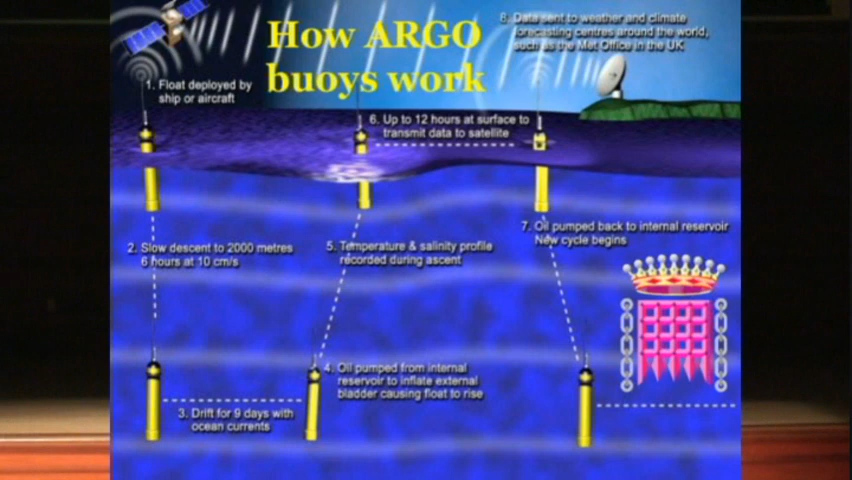 How ARGO
buoys work
1. Float deployed by
ship or aircraft
2. Slow descent to 2000 metres
6 hours at 10 cm/s
3. Drift for 9 days with
ocean currents
4. Oil pumped from internal
reservoir to inflate external
bladder causing float to rise
5. Temperature & salinity profile
recorded during ascent
6. Up to 12 hours at surface to
transmit data to satellite
7. Oil pumped back to internal reservoir
New cycle begins
8. Data sent to weather and climate
forecasting centres around the world,
such as the Met Office in the UK